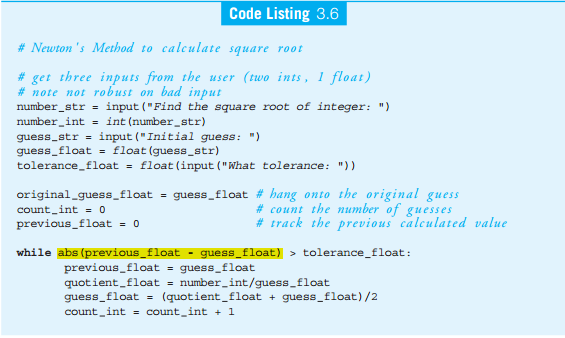 Code Listing 3.6
# Newton's Method to calculate square root
# get three inputs from the user (two ints, 1 float)
# note not robust on bad input
number_str = input("Find the square root of integer: ")
number_int = int(number_str)
guess_str = input("Initial guess: ")
guess_float = float(guess_str)
tolerance_float = float(input("What tolerance: "))
original_guess_float = guess_float # hang onto the original guess
count_int = 0 # count the number of guesses
previous_float = 0 # track the previous calculated value
while abs(previous_float - guess_float) > tolerance_float:
previous_float = guess_float
quotient_float = number_int/guess_float
guess_float = (quotient_float + guess_float)/2
count_int = count_int + 1